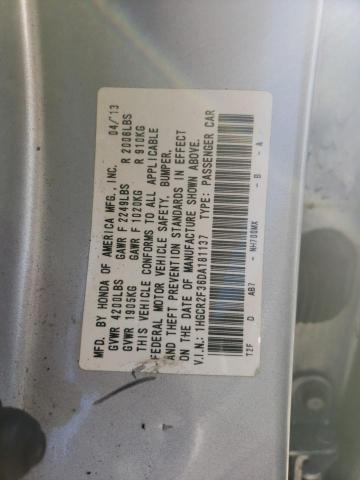 MFD. BY HONDA OF AMERICA MFG., INC. 04/'13
GVWR 4200LBS GAWR F 2249LBS R 2006LBS
GVWR 1905KG GAWR F 1020KG R 910KG
THIS VEHICLE CONFORMS TO ALL APPLICABLE
FEDERAL MOTOR VEHICLE SAFETY, BUMPER,
AND THEFT PREVENTION STANDARDS IN EFFECT
ON THE DATE OF MANUFACTURE SHOWN ABOVE.
V.I.N.: 1HGCR2F36DA181137 TYPE: PASSENGER CAR
T2F D AB7 - NH700MX - B - A